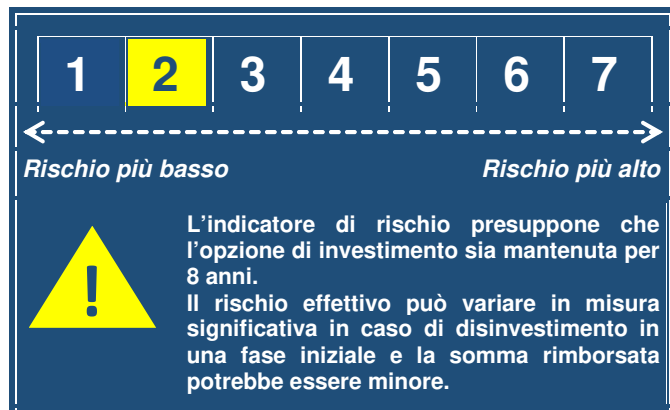 1 2 3 4 5 6 7
Rischio più basso Rischio più alto
L'indicatore di rischio presuppone che
l'opzione di investimento sia mantenuta per
8 anni.
Il rischio effettivo può variare in misura
significativa in caso di disinvestimento in
una fase iniziale e la somma rimborsata
potrebbe essere minore.
!